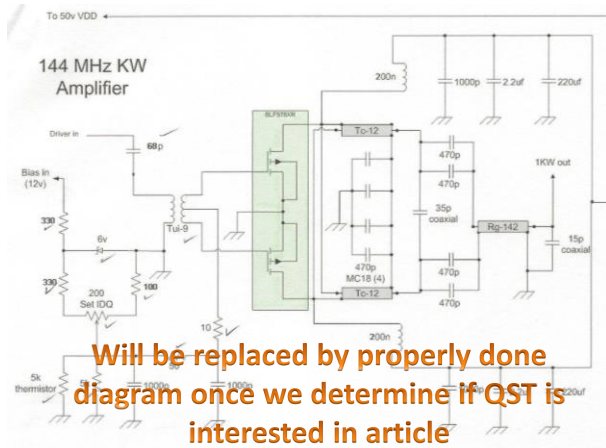 To 50v VDD
144 MHz KW
Amplifier
200n
1000p
2.2uf
220uf
Driver in
68p
BLF578XR
Tc-12
470p
470p
1KW out
Bias in
(12v)
330
6v
Tui-9
35p
coaxial
Rg-142
15p
coaxial
330
100
200
Set IDQ
470p
MC18 (4)
Tc-12
470p
470p
10
200n
5k
thermistor
5k
1000p
1000p
220uf
Will be replaced by properly done
diagram once we determine if QST is
interested in article